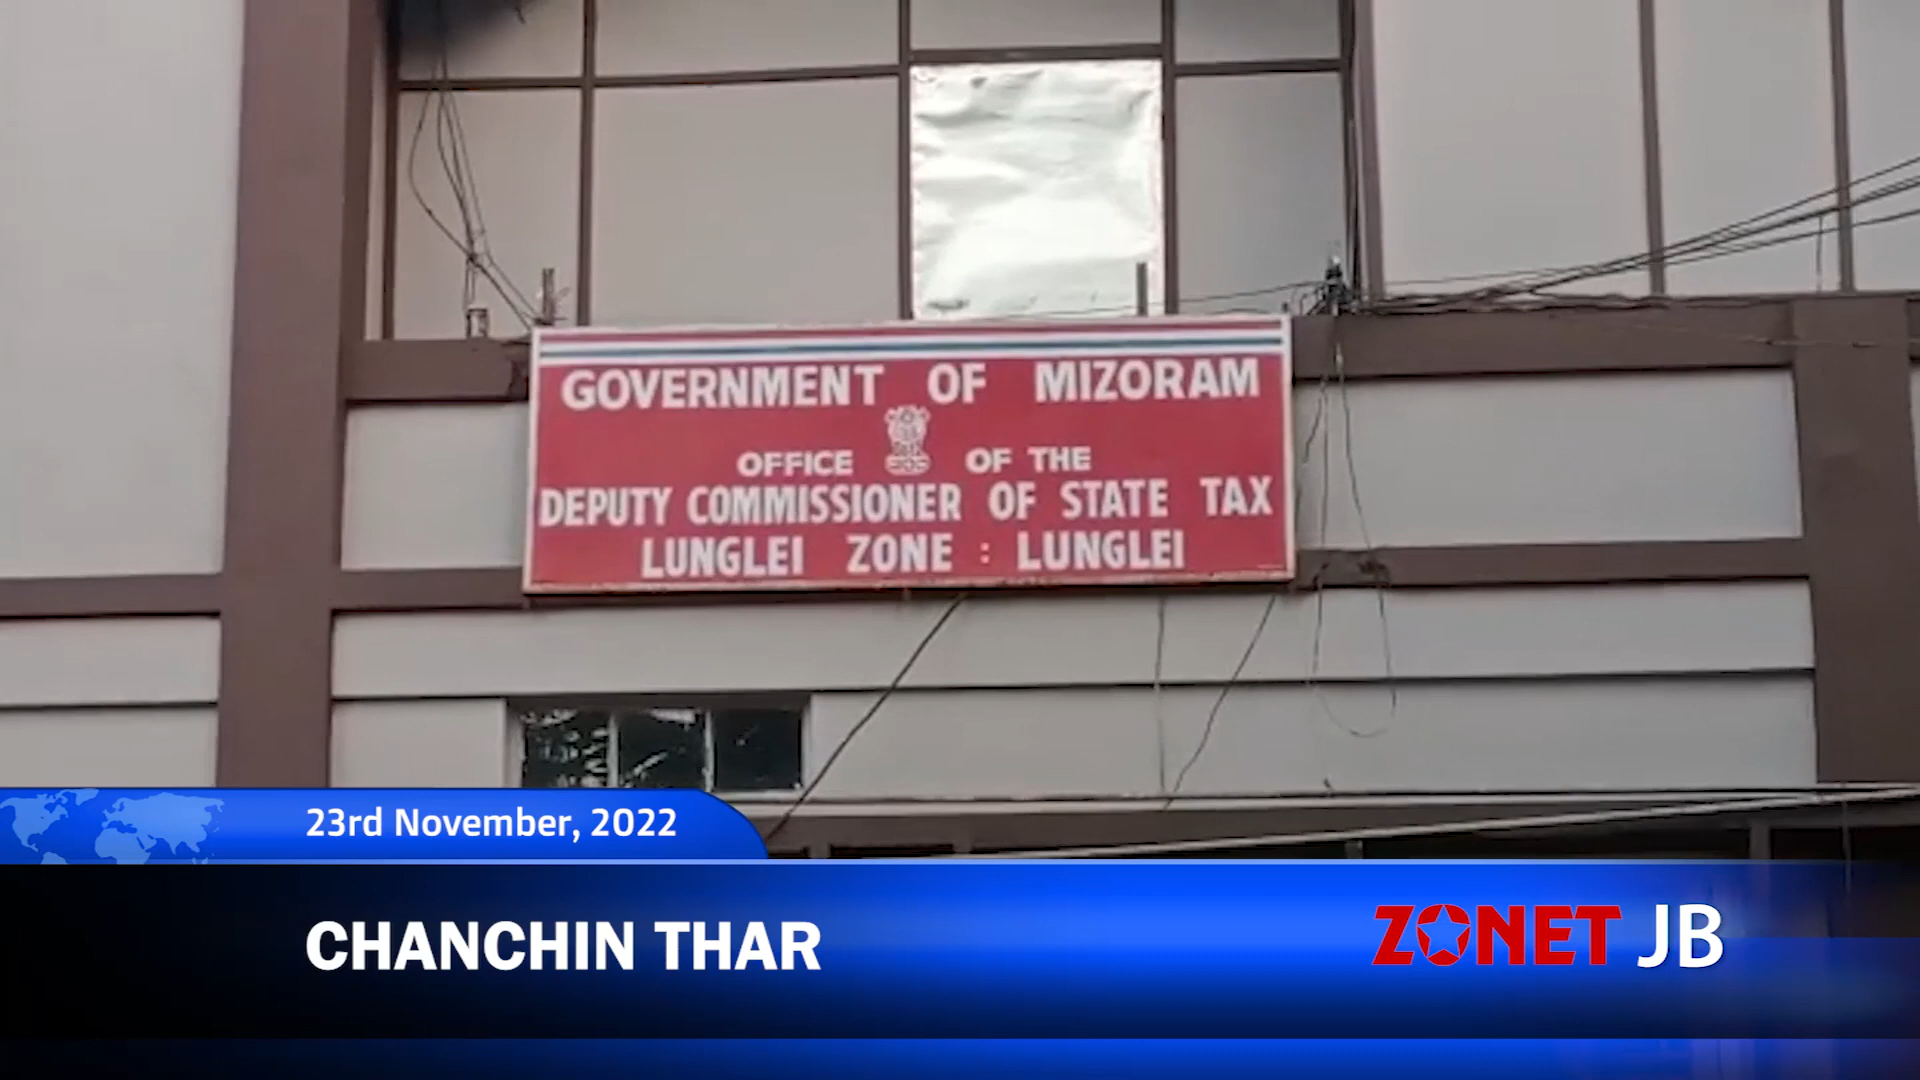 GOVERNMENT OF MIZORAM
OFFICE OF THE
DEPUTY COMMISSIONER OF STATE TAX
LUNGLEI ZONE : LUNGLEI
23rd November, 2022
CHANCHIN THAR
ZONET JB